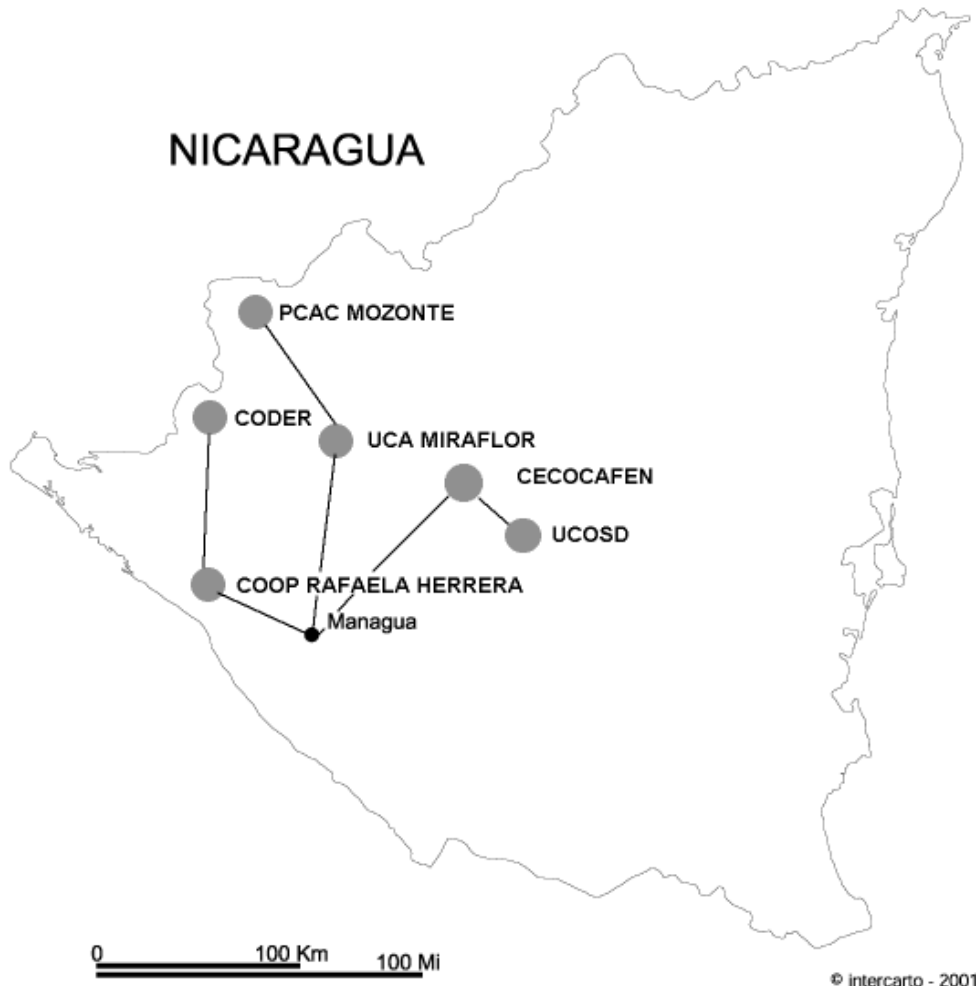 NICARAGUA
PCAC MOZONTE
CODER
UCA MIRAFLOR
CECOCAFEN
UCOSD
COOP RAFAELA HERRERA
Managua
0
100 Km
100 Mi
© intercarto - 2001